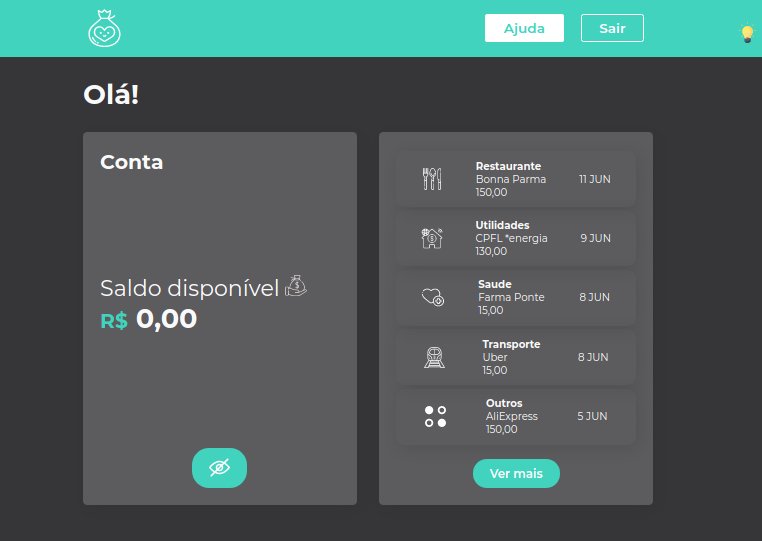 Ajuda
Sair
Olá!
Conta
Saldo disponível
R$ 0,00
Restaurante
Bonna Parma
11 JUN
150,00
Utilidades
CPFL *energia
9 JUN
130,00
Saude
Farma Ponte
8 JUN
15,00
Transporte
Uber
8 JUN
15,00
Outros
AliExpress
5 JUN
150,00
Ver mais